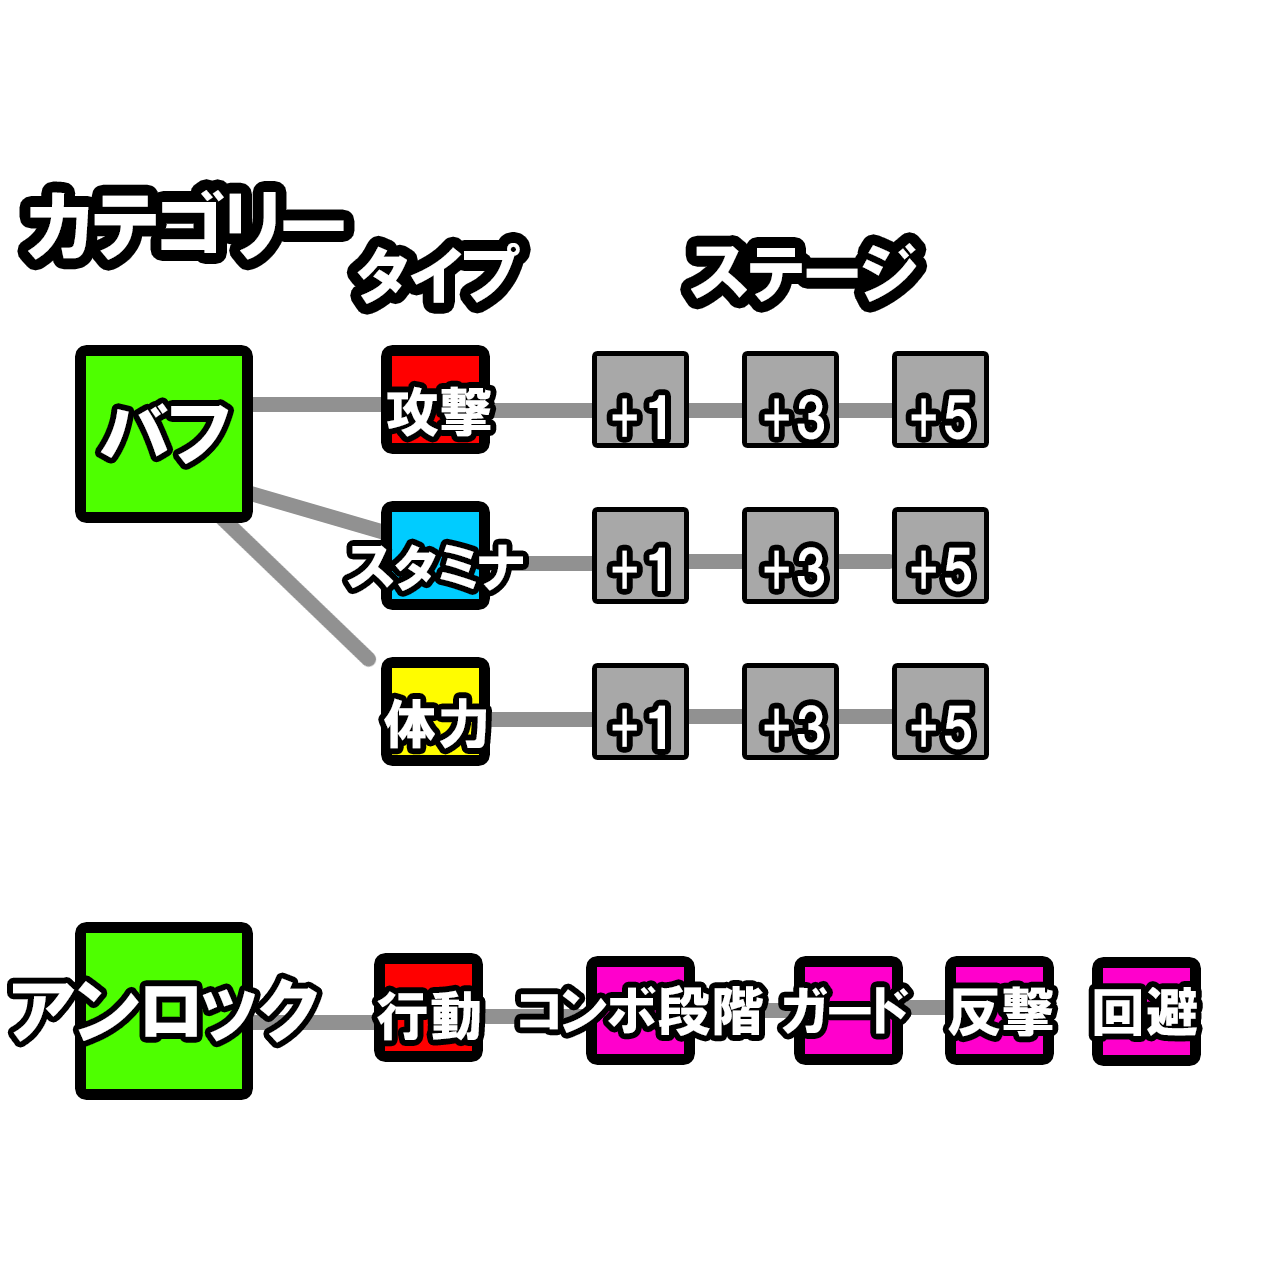 カテゴリー
タイプ
ステージ
バフ
攻撃
+1
+3
+5
スタミナ
+1
+3
+5
体力
+1
+3
+5
アンロック
行動
コンボ段階
ガード
反撃
回避